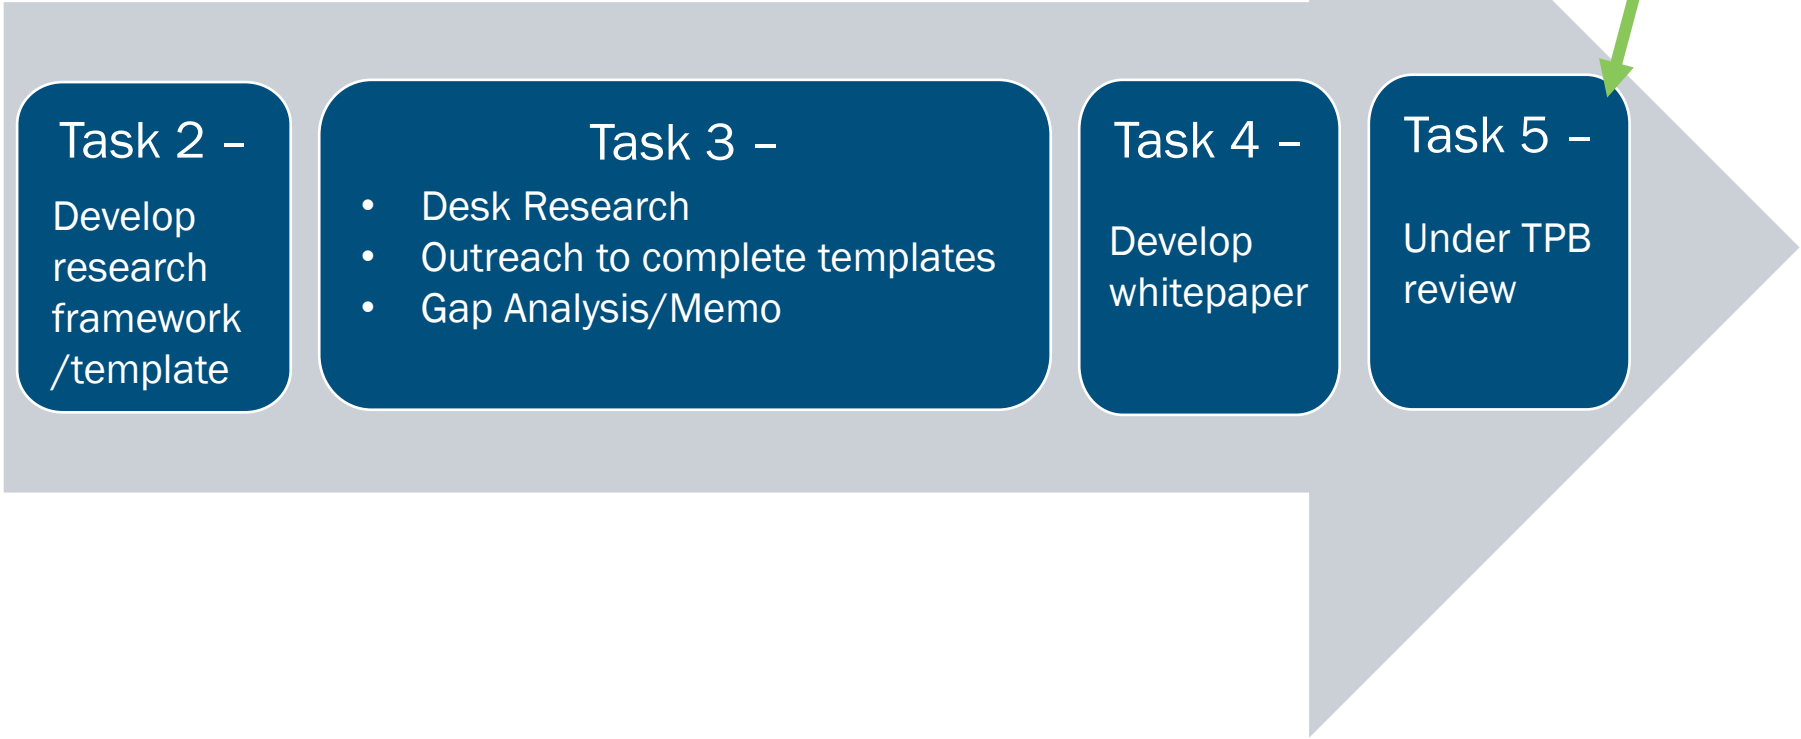 Task 2 –
Develop
research
framework
/template
Task 3 –
• Desk Research
• Outreach to complete templates
• Gap Analysis/Memo
Task 4 –
Develop
whitepaper
Task 5 –
Under TPB
review